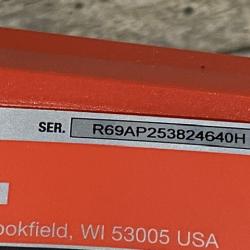 SER. R69AP253824640H
ookfield, WI 53005 USA